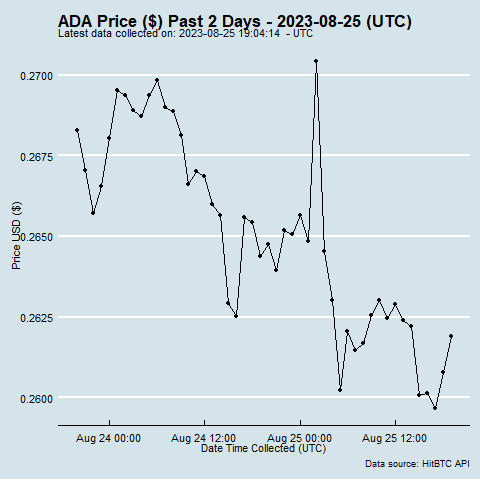 ADA Price ($) Past 2 Days - 2023-08-25 (UTC)
Latest data collected on: 2023-08-25 19:04:14 - UTC
0.2700
0.2675
0.2650
0.2625
0.2600
Price USD ($)
Aug 24 00:00 Aug 24 12:00 Aug 25 00:00 Aug 25 12:00
Date Time Collected (UTC)
Data source: HitBTC API